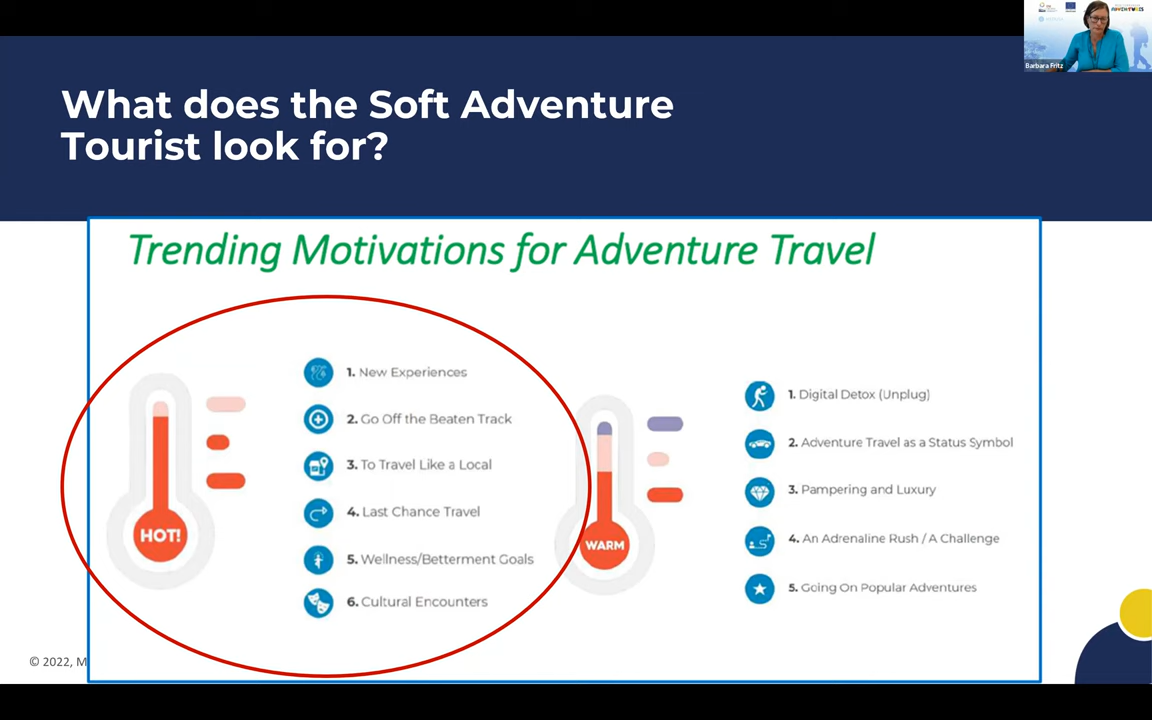 ADVENTURES
Barbara Fritz
What does the Soft Adventure
Tourist look for?
Trending Motivations for Adventure Travel
HOT!
1. New Experiences
2. Go Off the Beaten Track
3. To Travel Like a Local
4. Last Chance Travel
5. Wellness/Betterment Goals
6. Cultural Encounters
WARM
1. Digital Detox (Unplug)
2. Adventure Travel as a Status Symbol
3. Pampering and Luxury
4. An Adrenaline Rush / A Challenge
5. Going On Popular Adventures
© 2022, M